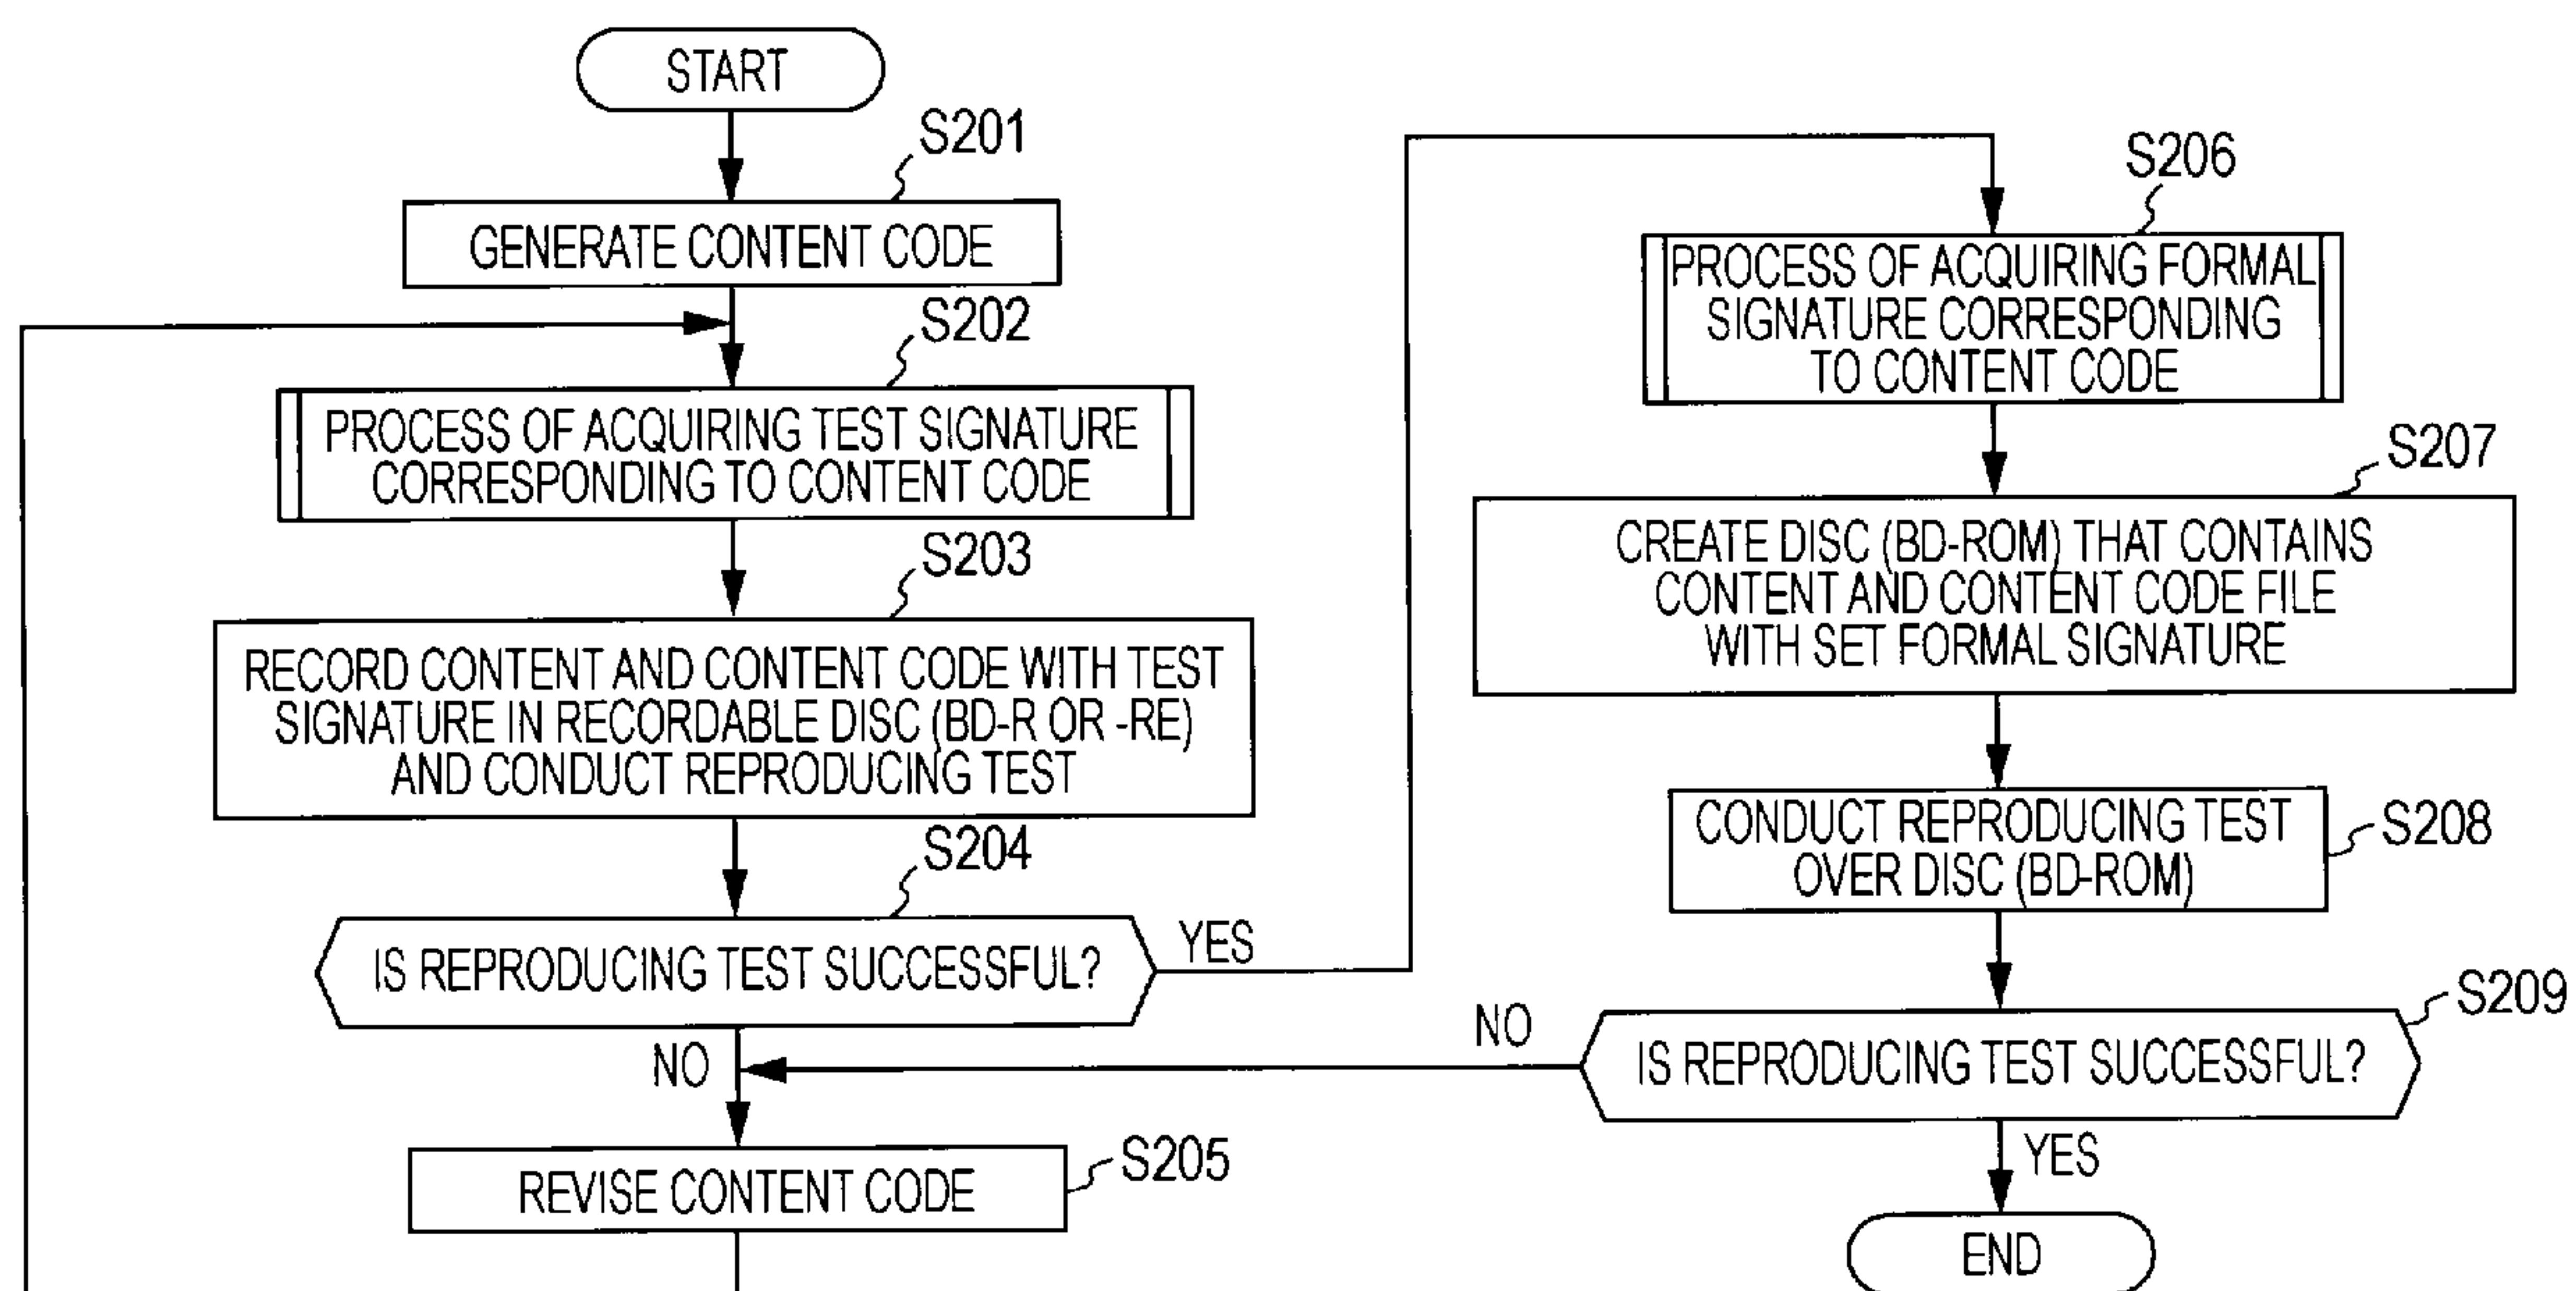 START
S201
GENERATE CONTENT CODE
S202
PROCESS OF ACQUIRING TEST SIGNATURE
CORRESPONDING TO CONTENT CODE
S203
RECORD CONTENT AND CONTENT CODE WITH TEST
SIGNATURE IN RECORDABLE DISC (BD-R OR -RE)
AND CONDUCT REPRODUCING TEST
S204
IS REPRODUCING TEST SUCCESSFUL?
YES
NO
S205
REVISE CONTENT CODE
S206
PROCESS OF ACQUIRING FORMAL
SIGNATURE CORRESPONDING
TO CONTENT CODE
S207
CREATE DISC (BD-ROM) THAT CONTAINS
CONTENT AND CONTENT CODE FILE
WITH SET FORMAL SIGNATURE
CONDUCT REPRODUCING TEST
OVER DISC (BD-ROM)
S208
S209
NO
IS REPRODUCING TEST SUCCESSFUL?
YES
END